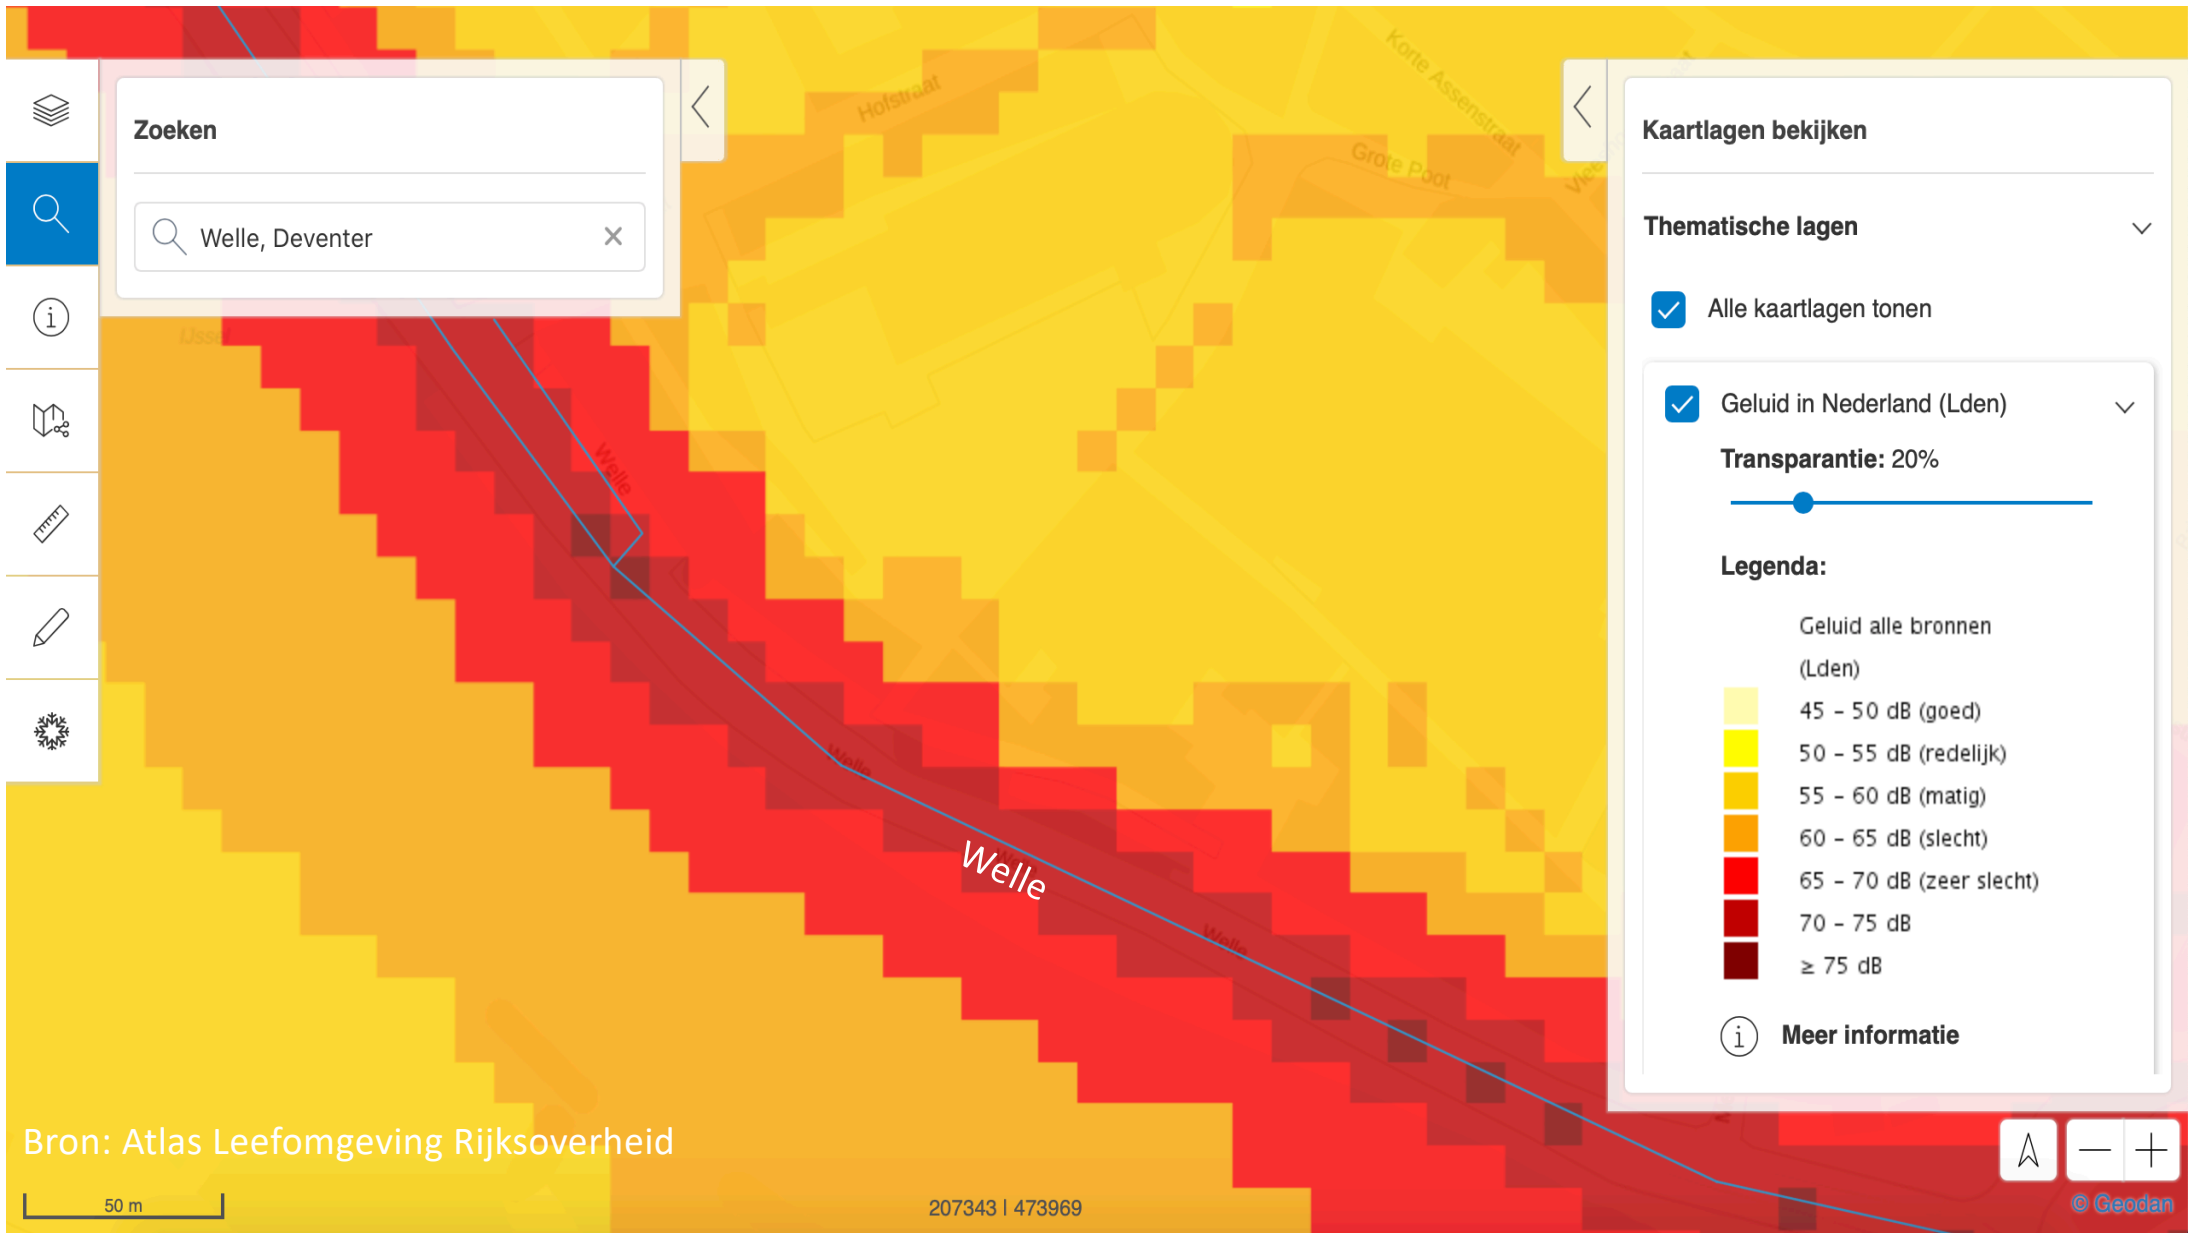 Zoeken
Welle, Deventer
Hofstraat
Korte Assenstraat
Grote Poot
IJssel
Welle
Welle
Welle
Welle
Bron: Atlas Leefomgeving Rijksoverheid
50 m
207343 | 473969
Kaartlagen bekijken
Thematische lagen
Alle kaartlagen tonen
Geluid in Nederland (Lden)
Transparantie: 20%
Legenda:
Geluid alle bronnen
(Lden)
45 - 50 dB (goed)
50 - 55 dB (redelijk)
55 - 60 dB (matig)
60 - 65 dB (slecht)
65 - 70 dB (zeer slecht)
70 - 75 dB
≥ 75 dB
Meer informatie
© Geodan